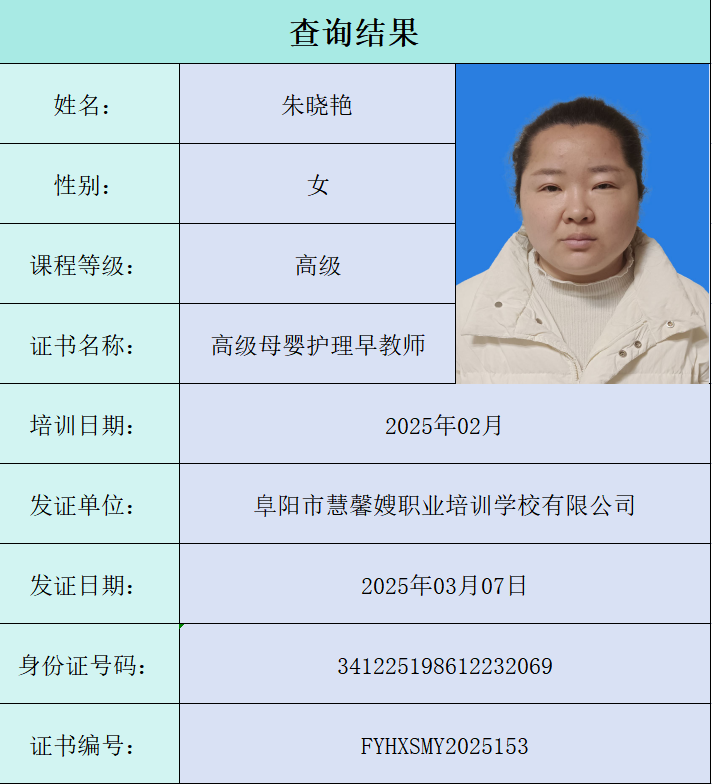 查询结果
姓名： 朱晓艳
性别： 女
课程等级： 高级
证书名称： 高级母婴护理早教师
培训日期： 2025年02月
发证单位： 阜阳市慧馨嫂职业培训学校有限公司
发证日期： 2025年03月07日
身份证号码： 341225198612232069
证书编号： FYHXSMY2025153